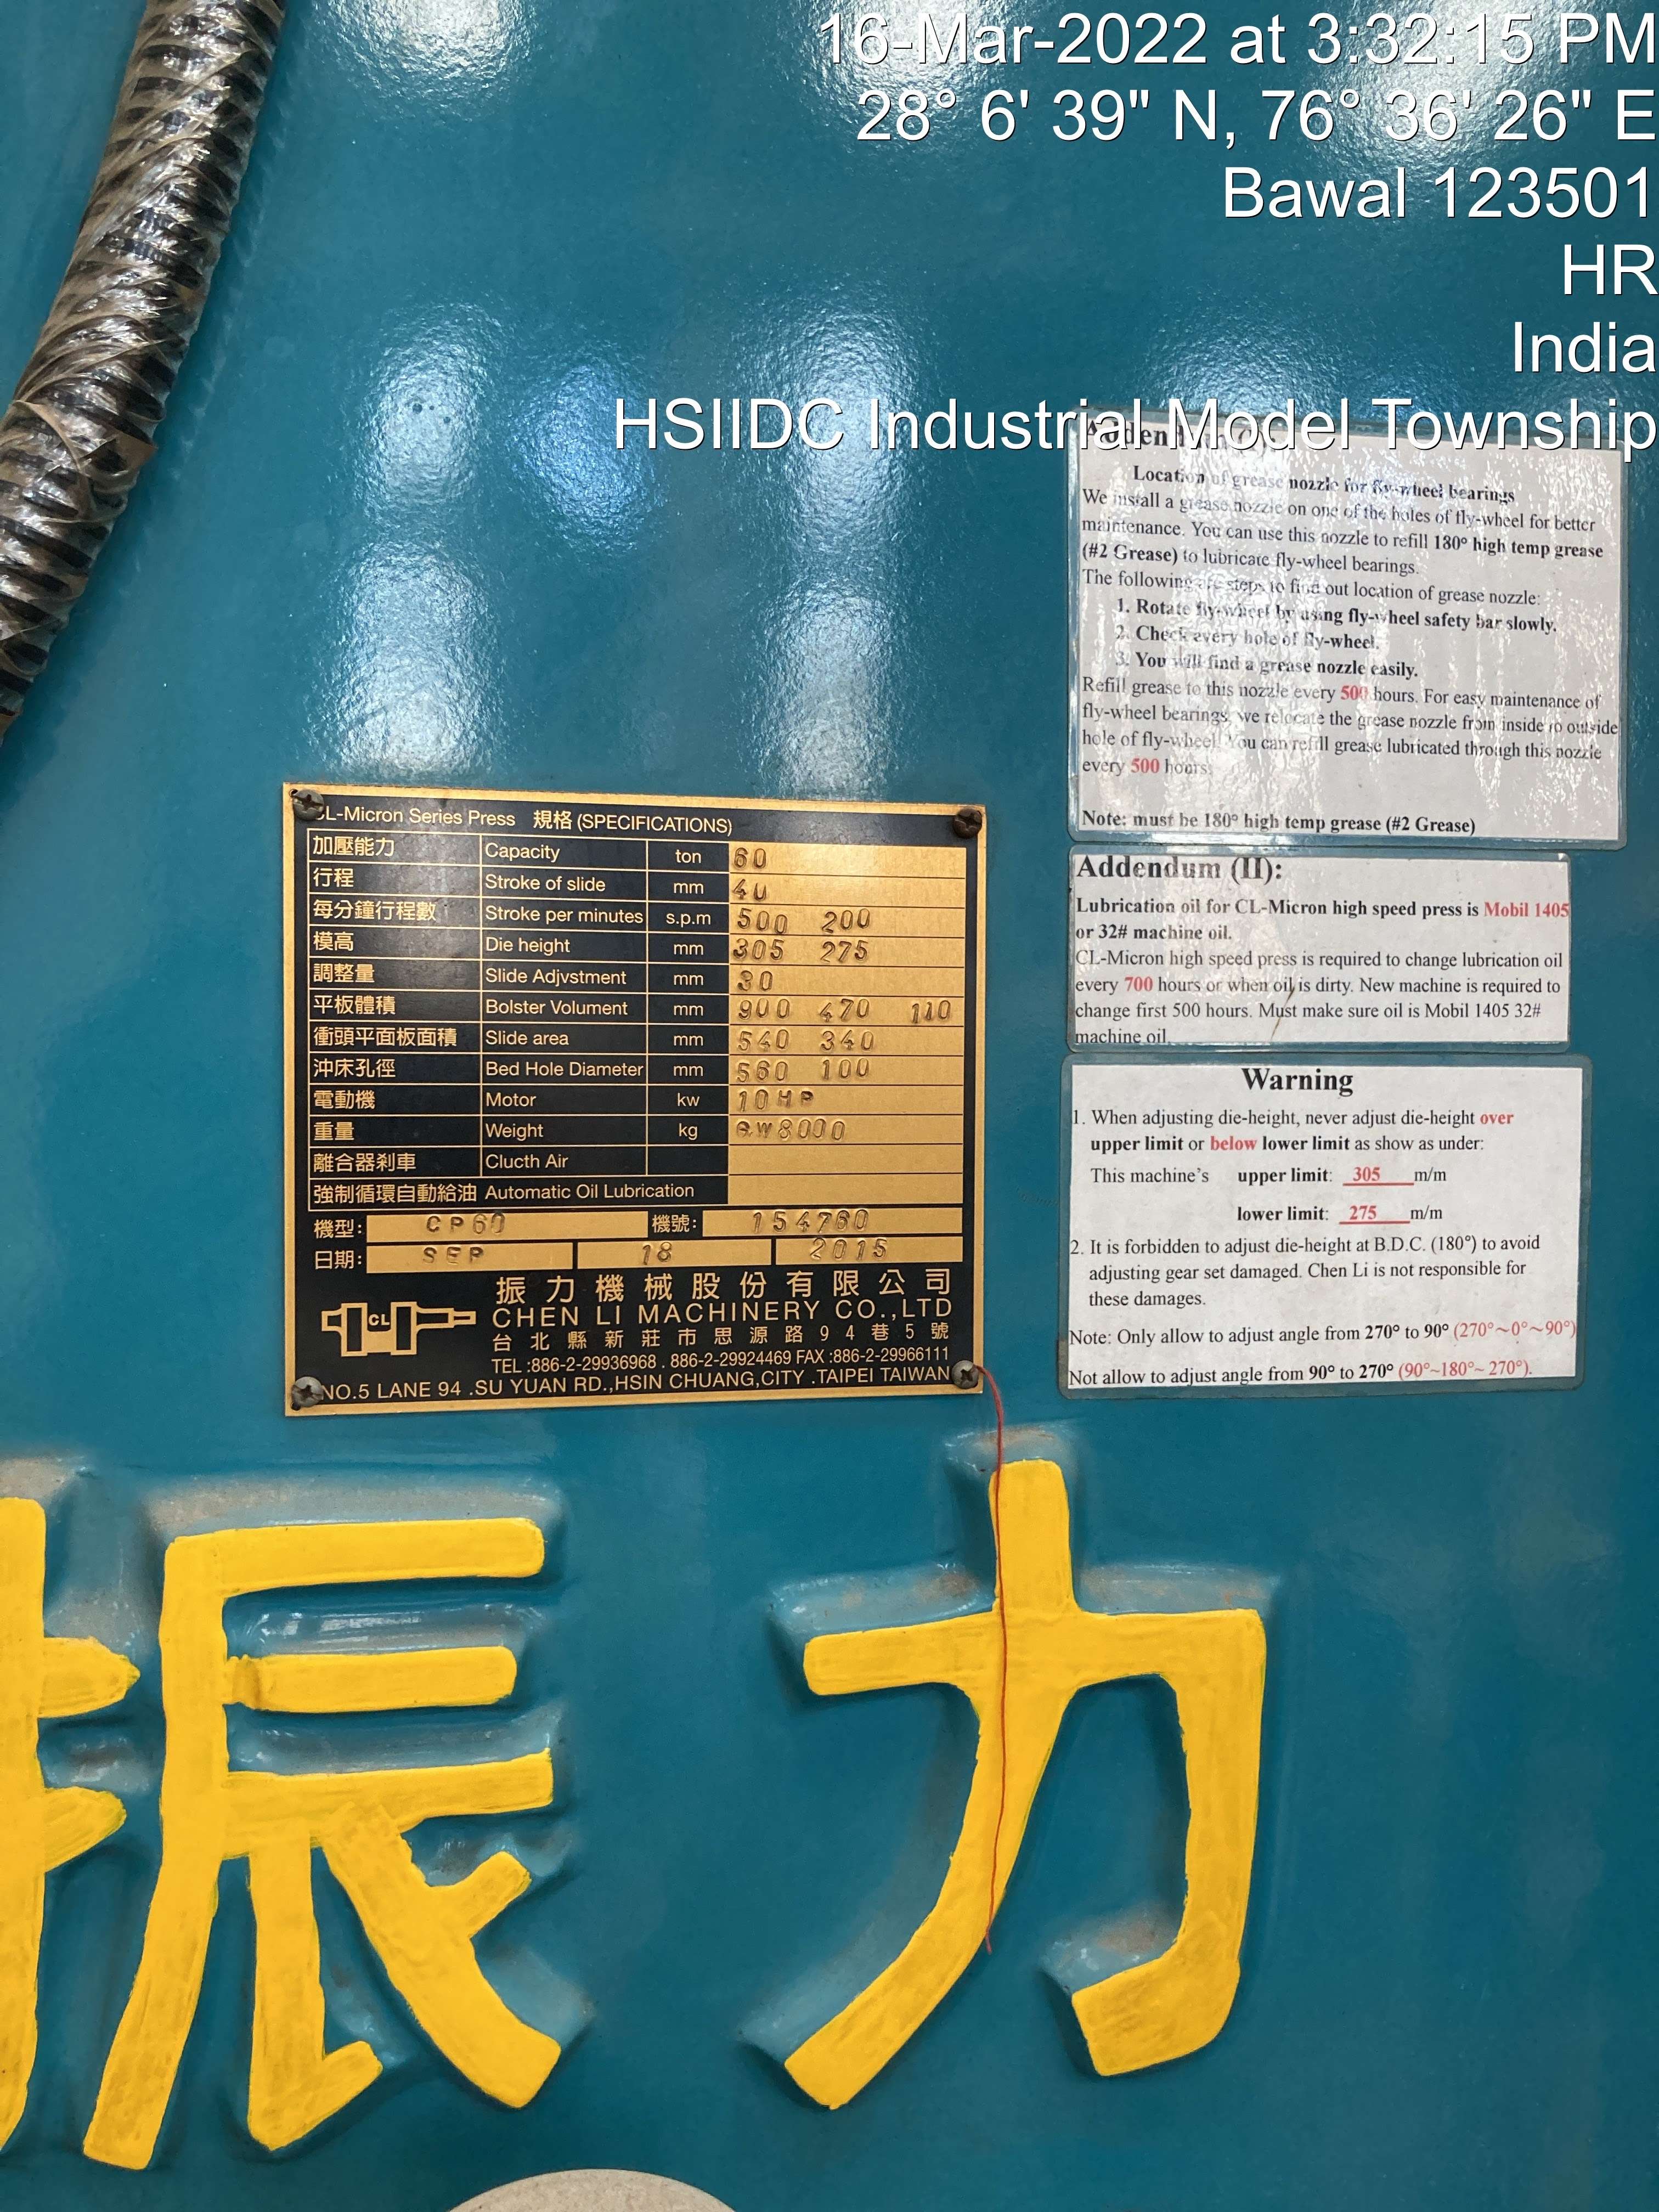 16-Mar-2022 at 3:32:15 PM
28° 6' 39" N, 76° 36' 26" E
Bawal 123501
HR
India
HSIIDC Industrial Model Township
Location of grease nozzle for fly-wheel bearings
We install a grease nozzle on one of the holes of fly-wheel for better
maintenance. You can use this nozzle to refill 180° high temp grease
(#2 Grease) to lubricate fly-wheel bearings.
The following are steps to find out location of grease nozzle:
1. Rotate fly-wheel by using fly-wheel safety bar slowly.
2. Check every hole of fly-wheel.
3. You will find a grease nozzle easily.
Refill grease to this nozzle every 500 hours. For easy maintenance of
fly-wheel bearings, we relocate the grease nozzle from inside to outside
hole of fly-wheel. You can refill grease lubricated through this nozzle
every 500 hours.
Note: must be 180° high temp grease (#2 Grease)
Addendum (II):
Lubrication oil for CL-Micron high speed press is Mobil 1405
or 32# machine oil.
CL-Micron high speed press is required to change lubrication oil
every 700 hours or when oil is dirty. New machine is required to
change first 500 hours. Must make sure oil is Mobil 1405 32#
machine oil.
Warning
1. When adjusting die-height, never adjust die-height over
upper limit or below lower limit as show as under:
This machine's upper limit: 305 m/m
lower limit: 275 m/m
2. It is forbidden to adjust die-height at B.D.C. (180°) to avoid
adjusting gear set damaged. Chen Li is not responsible for
these damages.
Note: Only allow to adjust angle from 270° to 90° (270°~0°~90°)
Not allow to adjust angle from 90° to 270° (90°~180°~ 270°).
CL-Micron Series Press 規格 (SPECIFICATIONS)
加壓能力 Capacity ton 60
行程 Stroke of slide mm 40
每分鐘行程數 Stroke per minutes s.p.m 500 200
模高 Die height mm 305 275
調整量 Slide Adjvstment mm 30
平板體積 Bolster Volument mm 900 470 110
衝頭平面板面積 Slide area mm 540 340
沖床孔徑 Bed Hole Diameter mm 560 100
電動機 Motor kw 10HP
重量 Weight kg GW8000
離合器刹車 Clucth Air
強制循環自動給油 Automatic Oil Lubrication
機型: CP60 機號: 154760
日期: SEP 18 2015
振力機械股份有限公司
CL CHEN LI MACHINERY CO.,LTD
台北縣新莊市思源路94巷5號
TEL :886-2-29936968 . 886-2-29924469 FAX :886-2-29966111
NO.5 LANE 94 .SU YUAN RD.,HSIN CHUANG,CITY .TAIPEI TAIWAN
振力